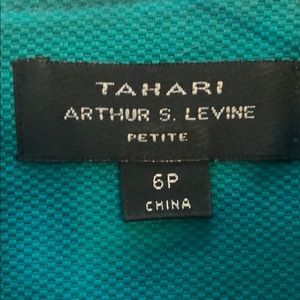 TAHARI
ARTHUR S. LEVINE
PETITE
6P
CHINA